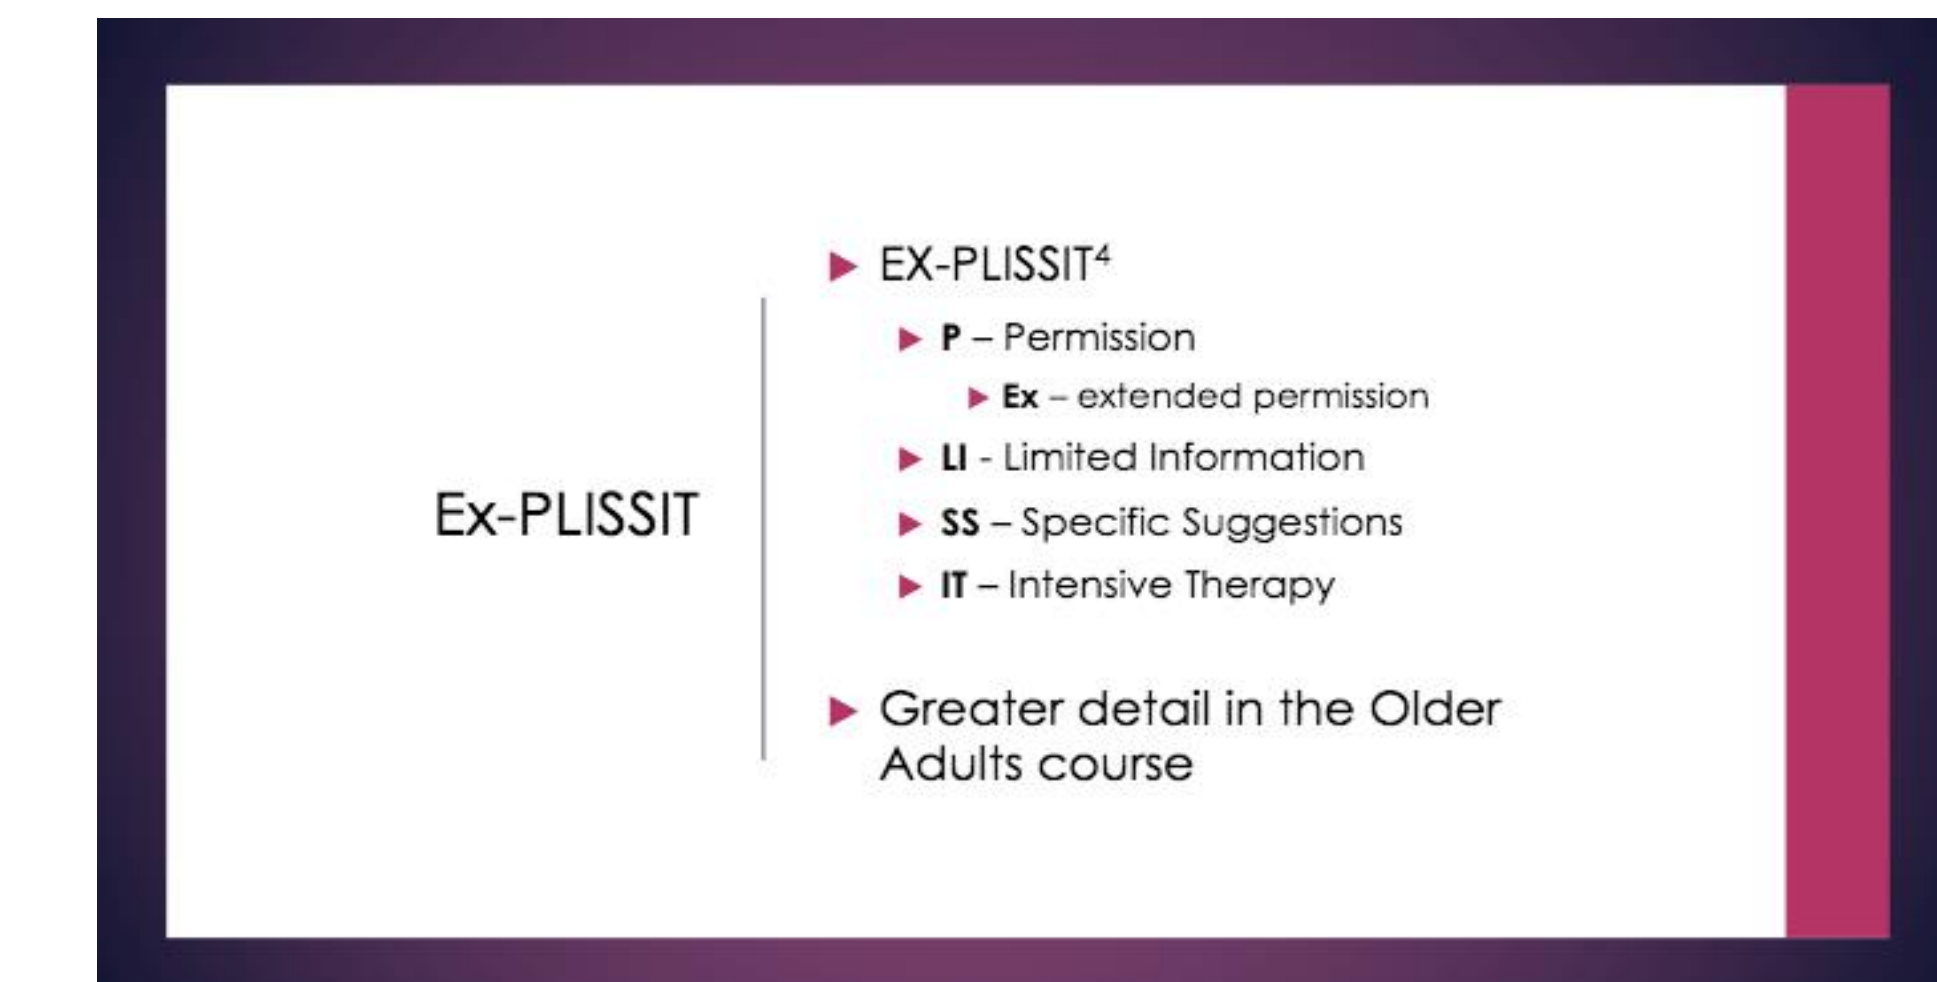 Ex-PLISSIT
EX-PLISSIT⁴
P – Permission
Ex – extended permission
LI - Limited Information
SS – Specific Suggestions
IT – Intensive Therapy
Greater detail in the Older
Adults course